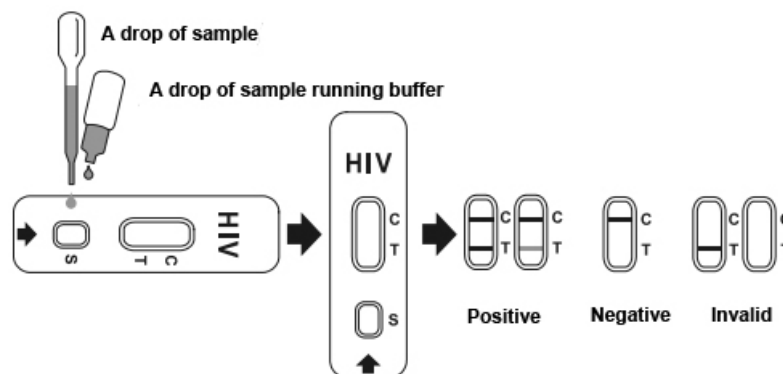 A drop of sample
A drop of sample running buffer
S
T C
HIV
HIV
C
T
S
C
T
C
T
Positive
C
T
Negative
C
T
C
Invalid